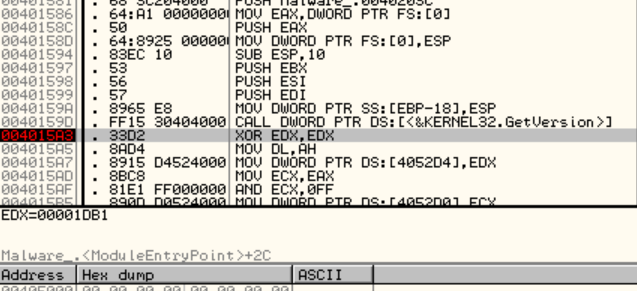 00401581 . 68 5C204000 PUSH Malware_.0040205C
00401586 . 64:A1 00000000 MOV EAX,DWORD PTR FS:[0]
0040158C . 50 PUSH EAX
0040158D . 64:8925 00000 MOV DWORD PTR FS:[0],ESP
00401594 . 83EC 10 SUB ESP,10
00401597 . 53 PUSH EBX
00401598 . 56 PUSH ESI
00401599 . 57 PUSH EDI
0040159A . 8965 E8 MOV DWORD PTR SS:[EBP-18],ESP
0040159D . FF15 30404000 CALL DWORD PTR DS:[<&KERNEL32.GetVersion>]
004015A3 . 33D2 XOR EDX,EDX
004015A5 . 8AD4 MOV DL,AH
004015A7 . 8915 D4524000 MOV DWORD PTR DS:[4052D4],EDX
004015AD . 8BC8 MOV ECX,EAX
004015AF . 81E1 FF000000 AND ECX,0FF
004015B5 . 890D D0524000 MOV DWORD PTR DS:[4052D0],ECX
EDX=00001DB1
Malware_.<ModuleEntryPoint>+2C
Address Hex dump ASCII
00405000 00 00 00 00 00 00 00 00